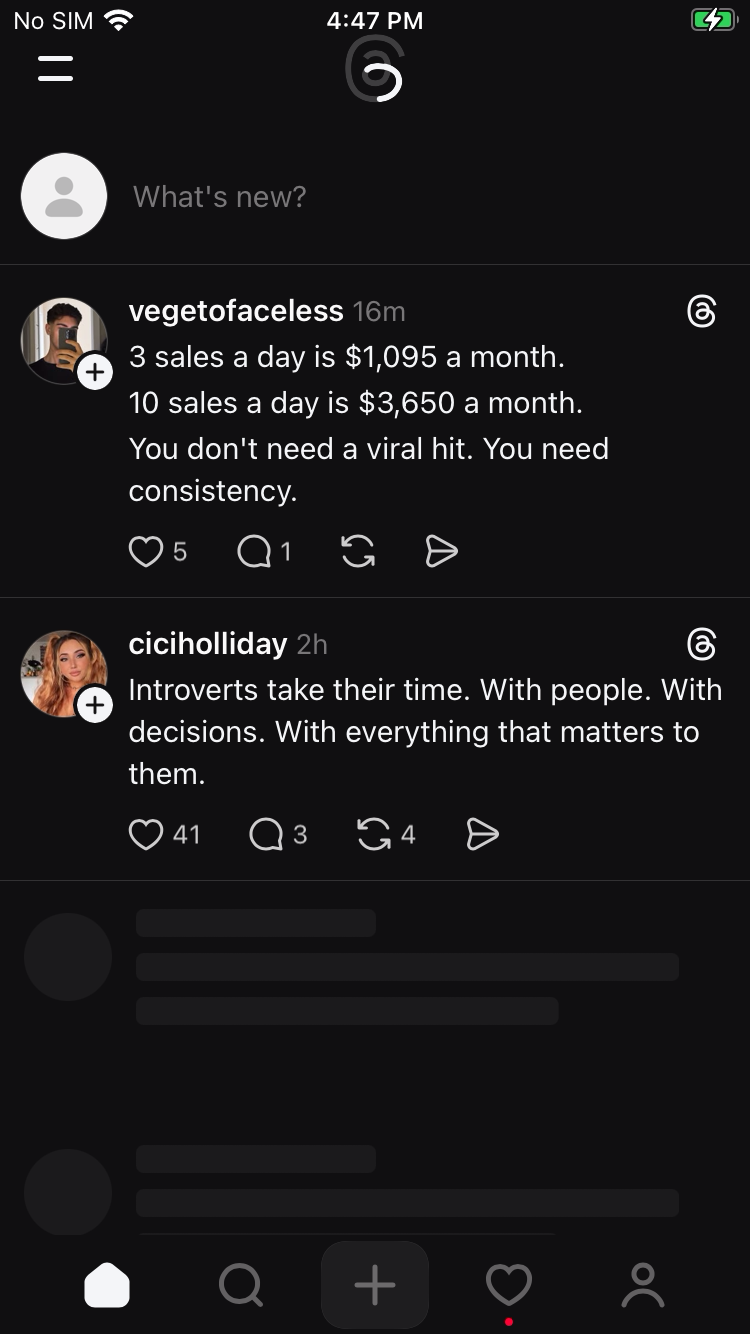 No SIM 4:47 PM
What's new?
vegetofaceless 16m
3 sales a day is $1,095 a month.
10 sales a day is $3,650 a month.
You don't need a viral hit. You need
consistency.
5 1
ciciholliday 2h
Introverts take their time. With people. With
decisions. With everything that matters to
them.
41 3 4